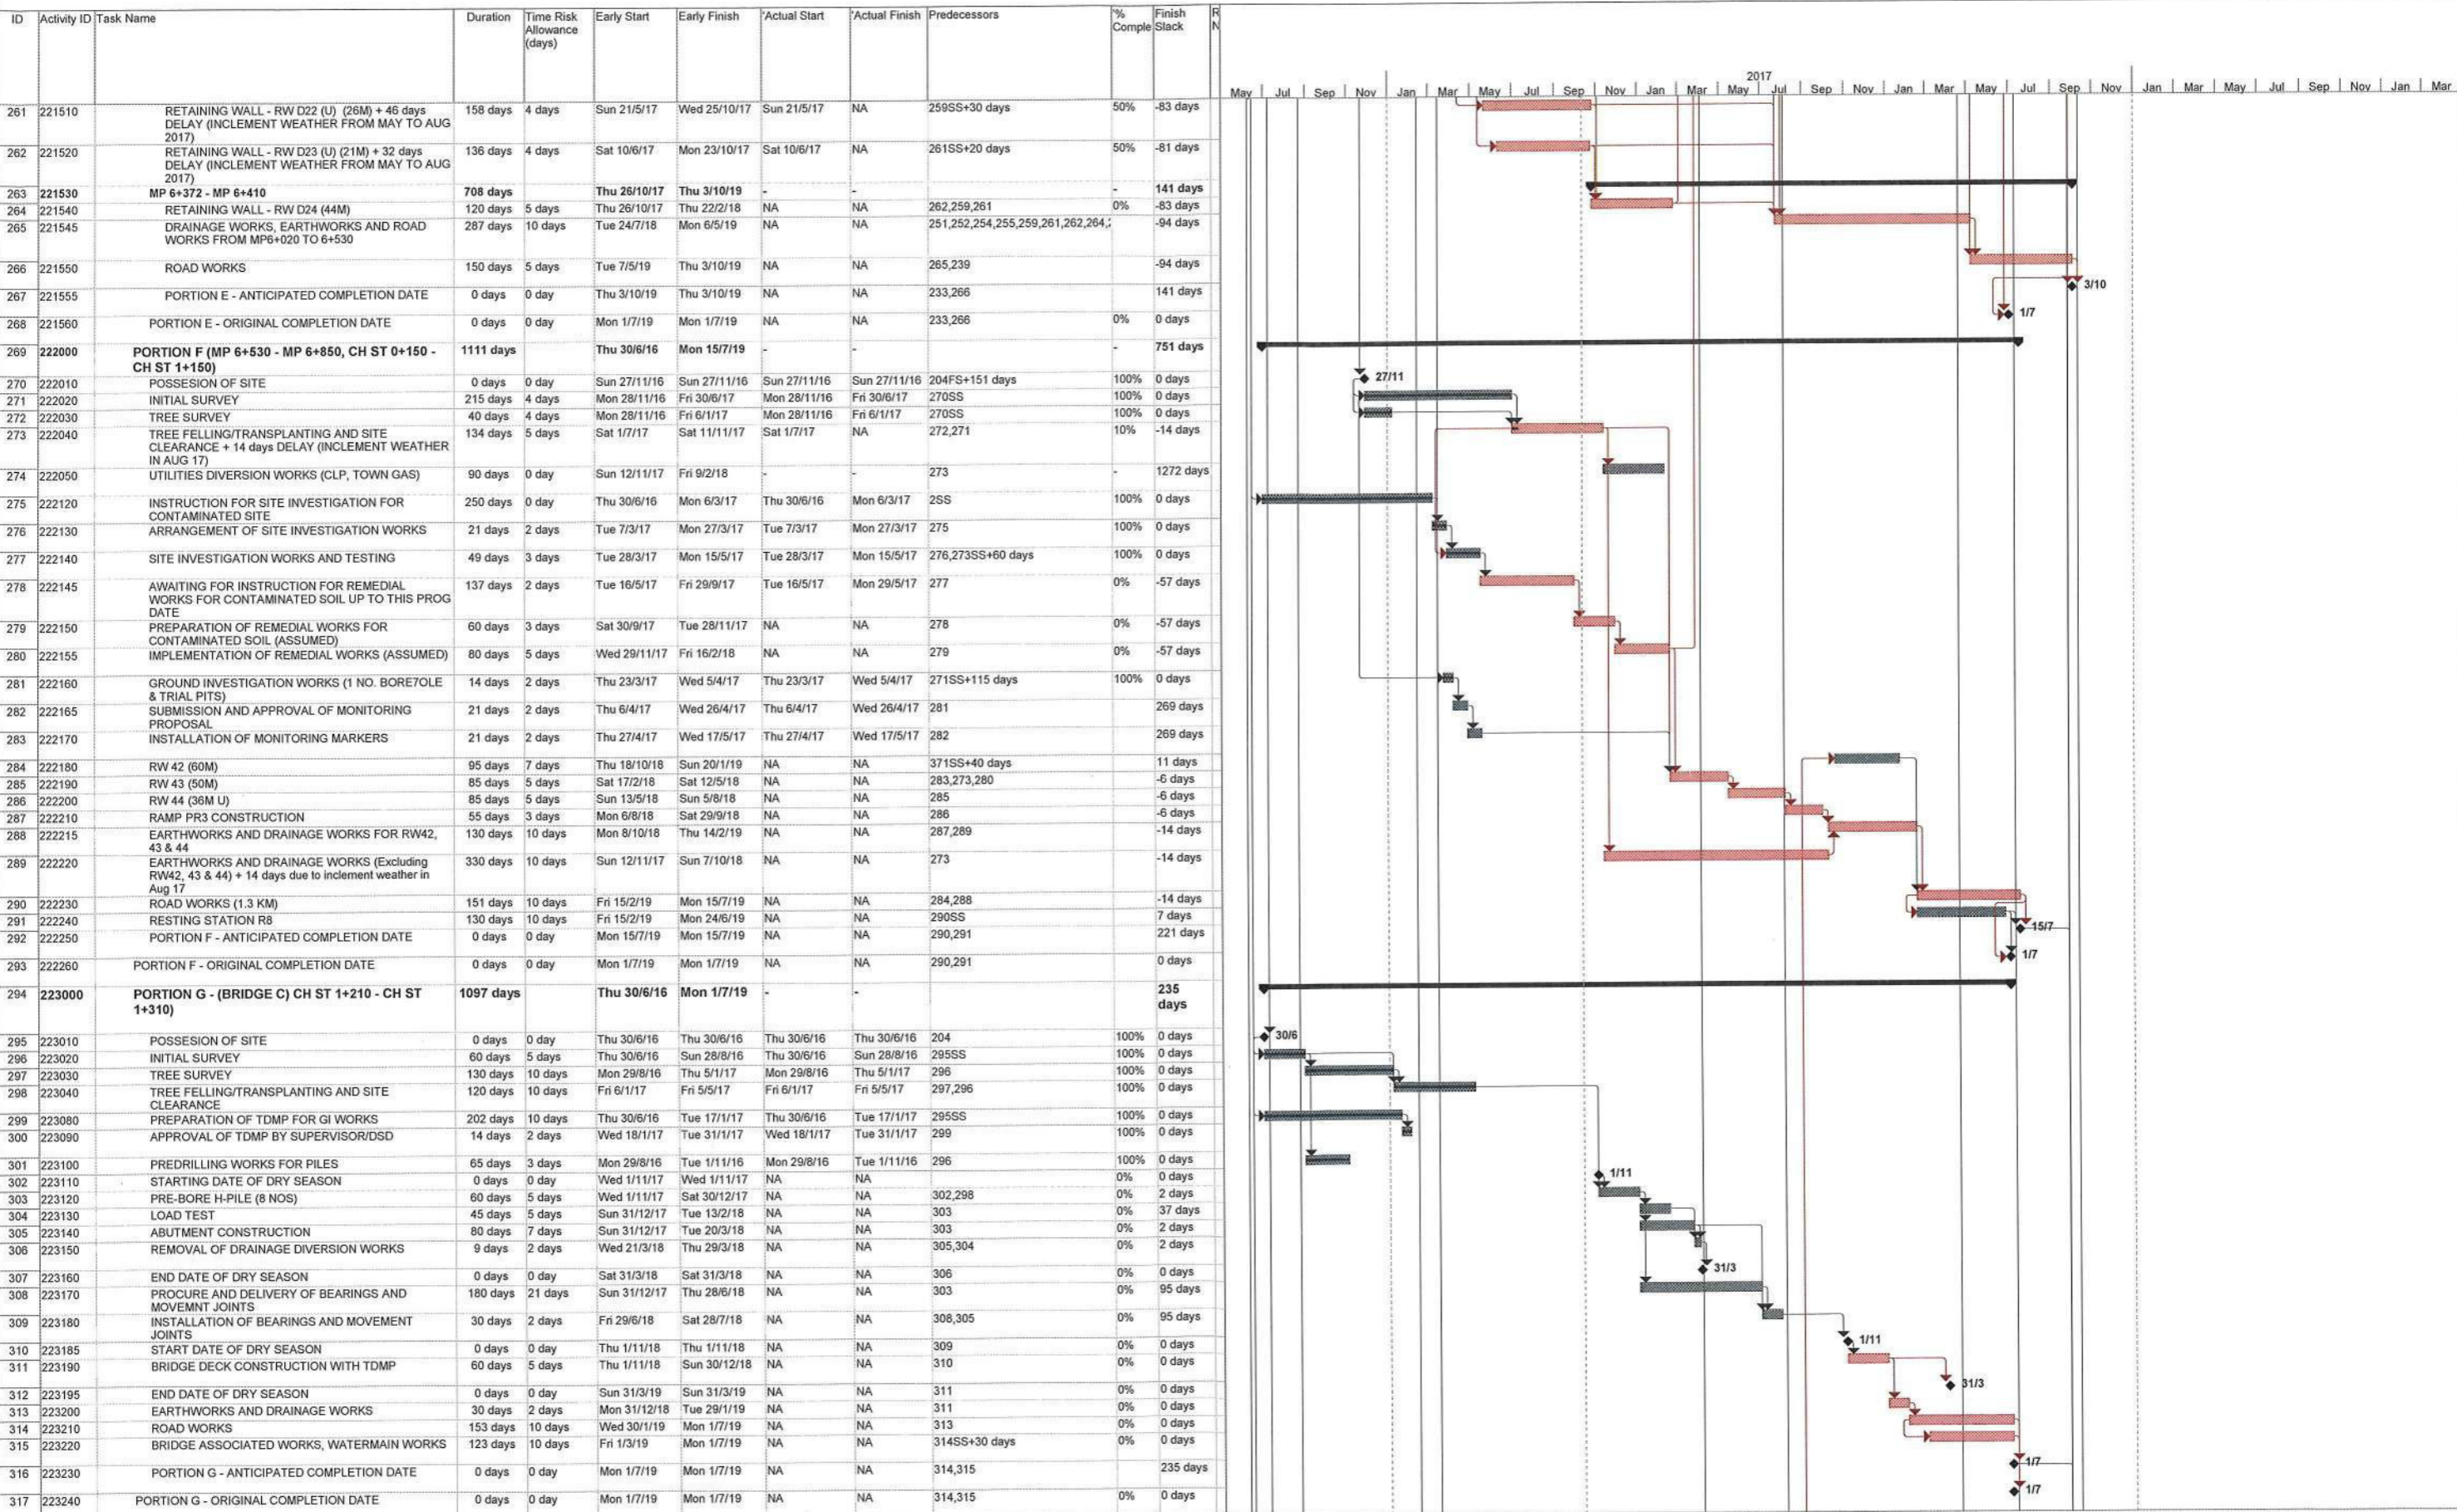 ID Activity ID Task Name Duration Time Risk Early Start Early Finish 'Actual Start 'Actual Finish Predecessors '% Finish R
Allowance Comple Slack N
(days)
2017
May Jul Sep Nov Jan Mar May Jul Sep Nov Jan Mar May Jul Sep Nov Jan Mar May Jul Sep Nov Jan Mar May Jul Sep Nov Jan Mar
261 221510 RETAINING WALL - RW D22 (U) (26M) + 46 days 158 days 4 days Sun 21/5/17 Wed 25/10/17 Sun 21/5/17 NA 259SS+30 days 50% -83 days
DELAY (INCLEMENT WEATHER FROM MAY TO AUG
2017)
262 221520 RETAINING WALL - RW D23 (U) (21M) + 32 days 136 days 4 days Sat 10/6/17 Mon 23/10/17 Sat 10/6/17 NA 261SS+20 days 50% -81 days
DELAY (INCLEMENT WEATHER FROM MAY TO AUG
2017)
263 221530 MP 6+372 - MP 6+410 708 days Thu 26/10/17 Thu 3/10/19 - - - 141 days
264 221540 RETAINING WALL - RW D24 (44M) 120 days 5 days Thu 26/10/17 Thu 22/2/18 NA NA 262,259,261 0% -83 days
265 221545 DRAINAGE WORKS, EARTHWORKS AND ROAD 287 days 10 days Tue 24/7/18 Mon 6/5/19 NA NA 251,252,254,255,259,261,262,264,2 -94 days
WORKS FROM MP6+020 TO 6+530
266 221550 ROAD WORKS 150 days 5 days Tue 7/5/19 Thu 3/10/19 NA NA 265,239 -94 days
267 221555 PORTION E - ANTICIPATED COMPLETION DATE 0 days 0 day Thu 3/10/19 Thu 3/10/19 NA NA 233,266 141 days 3/10
268 221560 PORTION E - ORIGINAL COMPLETION DATE 0 days 0 day Mon 1/7/19 Mon 1/7/19 NA NA 233,266 0% 0 days 1/7
269 222000 PORTION F (MP 6+530 - MP 6+850, CH ST 0+150 - 1111 days Thu 30/6/16 Mon 15/7/19 - - - 751 days
CH ST 1+150)
270 222010 POSSESION OF SITE 0 days 0 day Sun 27/11/16 Sun 27/11/16 Sun 27/11/16 Sun 27/11/16 204FS+151 days 100% 0 days 27/11
271 222020 INITIAL SURVEY 215 days 4 days Mon 28/11/16 Fri 30/6/17 Mon 28/11/16 Fri 30/6/17 270SS 100% 0 days
272 222030 TREE SURVEY 40 days 4 days Mon 28/11/16 Fri 6/1/17 Mon 28/11/16 Fri 6/1/17 270SS 100% 0 days
273 222040 TREE FELLING/TRANSPLANTING AND SITE 134 days 5 days Sat 1/7/17 Sat 11/11/17 Sat 1/7/17 NA 272,271 10% -14 days
CLEARANCE + 14 days DELAY (INCLEMENT WEATHER
IN AUG 17)
274 222050 UTILITIES DIVERSION WORKS (CLP, TOWN GAS) 90 days 0 day Sun 12/11/17 Fri 9/2/18 - - 273 - 1272 days
275 222120 INSTRUCTION FOR SITE INVESTIGATION FOR 250 days 0 day Thu 30/6/16 Mon 6/3/17 Thu 30/6/16 Mon 6/3/17 2SS 100% 0 days
CONTAMINATED SITE
276 222130 ARRANGEMENT OF SITE INVESTIGATION WORKS 21 days 2 days Tue 7/3/17 Mon 27/3/17 Tue 7/3/17 Mon 27/3/17 275 100% 0 days
277 222140 SITE INVESTIGATION WORKS AND TESTING 49 days 3 days Tue 28/3/17 Mon 15/5/17 Tue 28/3/17 Mon 15/5/17 276,273SS+60 days 100% 0 days
278 222145 AWAITING FOR INSTRUCTION FOR REMEDIAL 137 days 2 days Tue 16/5/17 Fri 29/9/17 Tue 16/5/17 Mon 29/5/17 277 0% -57 days
WORKS FOR CONTAMINATED SOIL UP TO THIS PROG
DATE
279 222150 PREPARATION OF REMEDIAL WORKS FOR 60 days 3 days Sat 30/9/17 Tue 28/11/17 NA NA 278 0% -57 days
CONTAMINATED SOIL (ASSUMED)
280 222155 IMPLEMENTATION OF REMEDIAL WORKS (ASSUMED) 80 days 5 days Wed 29/11/17 Fri 16/2/18 NA NA 279 0% -57 days
281 222160 GROUND INVESTIGATION WORKS (1 NO. BORE7OLE 14 days 2 days Thu 23/3/17 Wed 5/4/17 Thu 23/3/17 Wed 5/4/17 271SS+115 days 100% 0 days
& TRIAL PITS)
282 222165 SUBMISSION AND APPROVAL OF MONITORING 21 days 2 days Thu 6/4/17 Wed 26/4/17 Thu 6/4/17 Wed 26/4/17 281 269 days
PROPOSAL
283 222170 INSTALLATION OF MONITORING MARKERS 21 days 2 days Thu 27/4/17 Wed 17/5/17 Thu 27/4/17 Wed 17/5/17 282 269 days
284 222180 RW 42 (60M) 95 days 7 days Thu 18/10/18 Sun 20/1/19 NA NA 371SS+40 days 11 days
285 222190 RW 43 (50M) 85 days 5 days Sat 17/2/18 Sat 12/5/18 NA NA 283,273,280 -6 days
286 222200 RW 44 (36M U) 85 days 5 days Sun 13/5/18 Sun 5/8/18 NA NA 285 -6 days
287 222210 RAMP PR3 CONSTRUCTION 55 days 3 days Mon 6/8/18 Sat 29/9/18 NA NA 286 -6 days
288 222215 EARTHWORKS AND DRAINAGE WORKS FOR RW42, 130 days 10 days Mon 8/10/18 Thu 14/2/19 NA NA 287,289 -14 days
43 & 44
289 222220 EARTHWORKS AND DRAINAGE WORKS (Excluding 330 days 10 days Sun 12/11/17 Sun 7/10/18 NA NA 273 -14 days
RW42, 43 & 44) + 14 days due to inclement weather in
Aug 17
290 222230 ROAD WORKS (1.3 KM) 151 days 10 days Fri 15/2/19 Mon 15/7/19 NA NA 284,288 -14 days
291 222240 RESTING STATION R8 130 days 10 days Fri 15/2/19 Mon 24/6/19 NA NA 290SS 7 days
292 222250 PORTION F - ANTICIPATED COMPLETION DATE 0 days 0 day Mon 15/7/19 Mon 15/7/19 NA NA 290,291 221 days 15/7
293 222260 PORTION F - ORIGINAL COMPLETION DATE 0 days 0 day Mon 1/7/19 Mon 1/7/19 NA NA 290,291 0 days 1/7
294 223000 PORTION G - (BRIDGE C) CH ST 1+210 - CH ST 1097 days Thu 30/6/16 Mon 1/7/19 - - 235
1+310) days
295 223010 POSSESION OF SITE 0 days 0 day Thu 30/6/16 Thu 30/6/16 Thu 30/6/16 Thu 30/6/16 204 100% 0 days 30/6
296 223020 INITIAL SURVEY 60 days 5 days Thu 30/6/16 Sun 28/8/16 Thu 30/6/16 Sun 28/8/16 295SS 100% 0 days
297 223030 TREE SURVEY 130 days 10 days Mon 29/8/16 Thu 5/1/17 Mon 29/8/16 Thu 5/1/17 296 100% 0 days
298 223040 TREE FELLING/TRANSPLANTING AND SITE 120 days 10 days Fri 6/1/17 Fri 5/5/17 Fri 6/1/17 Fri 5/5/17 297,296 100% 0 days
CLEARANCE
299 223080 PREPARATION OF TDMP FOR GI WORKS 202 days 10 days Thu 30/6/16 Tue 17/1/17 Thu 30/6/16 Tue 17/1/17 295SS 100% 0 days
300 223090 APPROVAL OF TDMP BY SUPERVISOR/DSD 14 days 2 days Wed 18/1/17 Tue 31/1/17 Wed 18/1/17 Tue 31/1/17 299 100% 0 days
301 223100 PREDRILLING WORKS FOR PILES 65 days 3 days Mon 29/8/16 Tue 1/11/16 Mon 29/8/16 Tue 1/11/16 296 100% 0 days
302 223110 STARTING DATE OF DRY SEASON 0 days 0 day Wed 1/11/17 Wed 1/11/17 NA NA 0% 0 days 1/11
303 223120 PRE-BORE H-PILE (8 NOS) 60 days 5 days Wed 1/11/17 Sat 30/12/17 NA NA 302,298 0% 2 days
304 223130 LOAD TEST 45 days 5 days Sun 31/12/17 Tue 13/2/18 NA NA 303 0% 37 days
305 223140 ABUTMENT CONSTRUCTION 80 days 7 days Sun 31/12/17 Tue 20/3/18 NA NA 303 0% 2 days
306 223150 REMOVAL OF DRAINAGE DIVERSION WORKS 9 days 2 days Wed 21/3/18 Thu 29/3/18 NA NA 305,304 0% 2 days
307 223160 END DATE OF DRY SEASON 0 days 0 day Sat 31/3/18 Sat 31/3/18 NA NA 306 0% 0 days 31/3
308 223170 PROCURE AND DELIVERY OF BEARINGS AND 180 days 21 days Sun 31/12/17 Thu 28/6/18 NA NA 303 0% 95 days
MOVEMNT JOINTS
309 223180 INSTALLATION OF BEARINGS AND MOVEMENT 30 days 2 days Fri 29/6/18 Sat 28/7/18 NA NA 308,305 0% 95 days
JOINTS
310 223185 START DATE OF DRY SEASON 0 days 0 day Thu 1/11/18 Thu 1/11/18 NA NA 309 0% 0 days 1/11
311 223190 BRIDGE DECK CONSTRUCTION WITH TDMP 60 days 5 days Thu 1/11/18 Sun 30/12/18 NA NA 310 0% 0 days
312 223195 END DATE OF DRY SEASON 0 days 0 day Sun 31/3/19 Sun 31/3/19 NA NA 311 0% 0 days 31/3
313 223200 EARTHWORKS AND DRAINAGE WORKS 30 days 2 days Mon 31/12/18 Tue 29/1/19 NA NA 311 0% 0 days
314 223210 ROAD WORKS 153 days 10 days Wed 30/1/19 Mon 1/7/19 NA NA 313 0% 0 days
315 223220 BRIDGE ASSOCIATED WORKS, WATERMAIN WORKS 123 days 10 days Fri 1/3/19 Mon 1/7/19 NA NA 314SS+30 days 0% 0 days
316 223230 PORTION G - ANTICIPATED COMPLETION DATE 0 days 0 day Mon 1/7/19 Mon 1/7/19 NA NA 314,315 235 days 1/7
317 223240 PORTION G - ORIGINAL COMPLETION DATE 0 days 0 day Mon 1/7/19 Mon 1/7/19 NA NA 314,315 0% 0 days 1/7